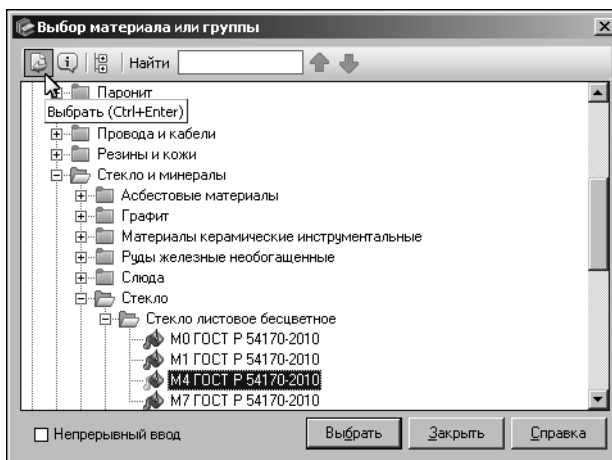 Выбор материала или группы
Найти
Паронит
Выбрать (Ctrl+Enter)
Провода и кабели
Резины и кожи
Стекло и минералы
Асбестовые материалы
Графит
Материалы керамические инструментальные
Руды железные необогащенные
Слюда
Стекло
Стекло листовое бесцветное
М0 ГОСТ Р 54170-2010
М1 ГОСТ Р 54170-2010
М4 ГОСТ Р 54170-2010
М7 ГОСТ Р 54170-2010
Непрерывный ввод
Выбрать
Закрыть
Справка